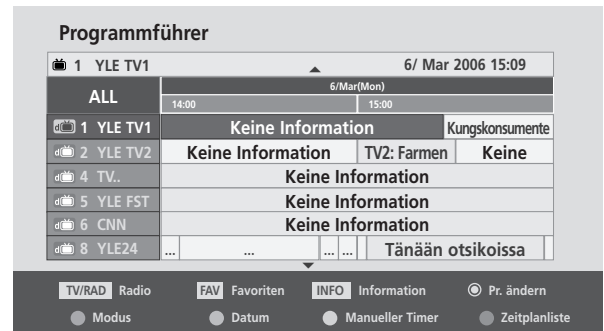 Programmführer
1 YLE TV1 6/ Mar 2006 15:09
ALL 6/Mar(Mon)
14:00 15:00
1 YLE TV1 Keine Information Kungskonsumente
2 YLE TV2 Keine Information TV2: Farmen Keine
4 TV.. Keine Information
5 YLE FST Keine Information
6 CNN Keine Information
8 YLE24 ... ... ... ... Tänään otsikoissa
TV/RAD Radio FAV Favoriten INFO Information Pr. ändern
Modus Datum Manueller Timer Zeitplanliste